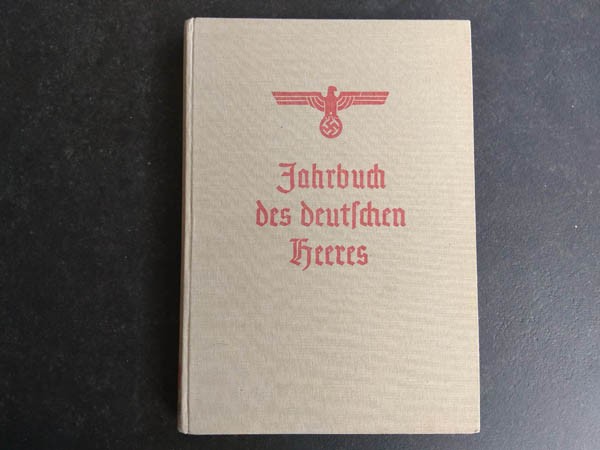 Jahrbuch
des deutſchen
Heeres